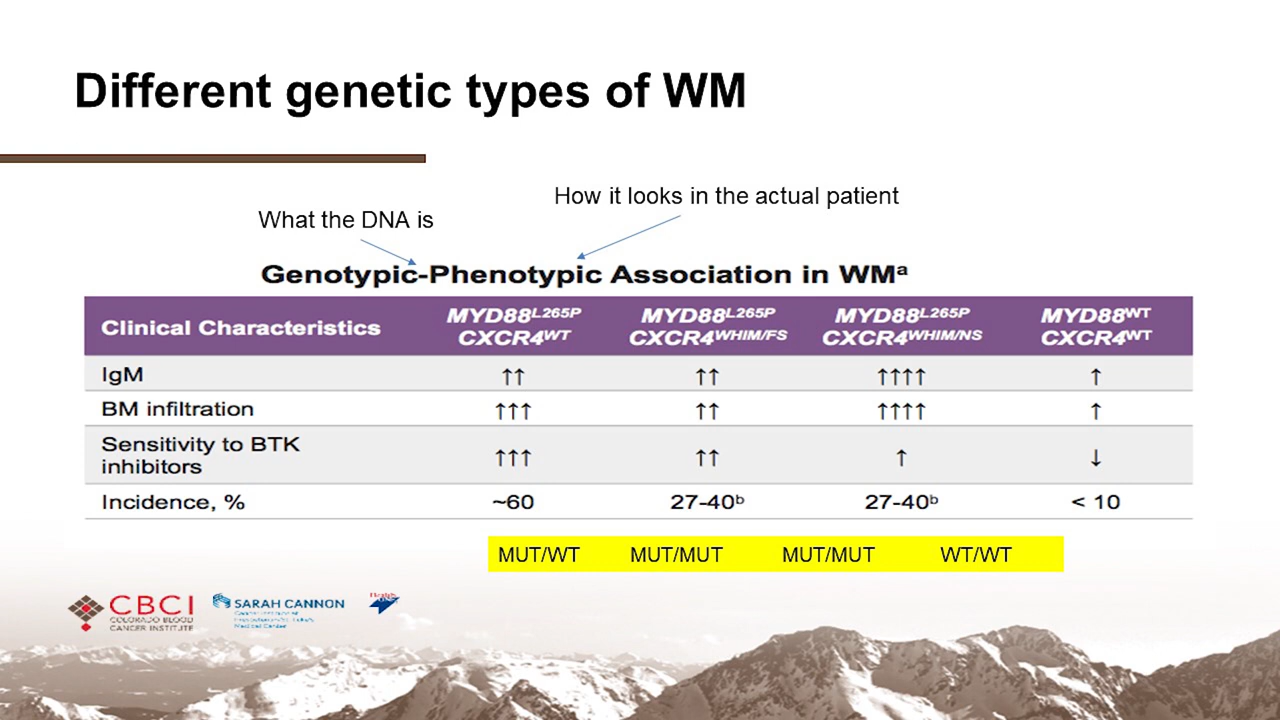 Different genetic types of WM
How it looks in the actual patient
What the DNA is
Genotypic-Phenotypic Association in WMᵃ
Clinical Characteristics MYD88ᴸ²⁶⁵ᴾ CXCR4ᵂᵀ MYD88ᴸ²⁶⁵ᴾ CXCR4ᵂᴴᴵᴹ/ꟳˢ MYD88ᴸ²⁶⁵ᴾ CXCR4ᵂᴴᴵᴹ/ᴺˢ MYD88ᵂᵀ CXCR4ᵂᵀ
IgM ↑↑ ↑↑ ↑↑↑↑ ↑
BM infiltration ↑↑↑ ↑↑ ↑↑↑↑ ↑
Sensitivity to BTK
inhibitors ↑↑↑ ↑↑ ↑ ↓
Incidence, % ~60 27-40ᵇ 27-40ᵇ < 10
MUT/WT MUT/MUT MUT/MUT WT/WT
CBCI
COLORADO BLOOD
CANCER INSTITUTE
SARAH CANNON
Medical Center